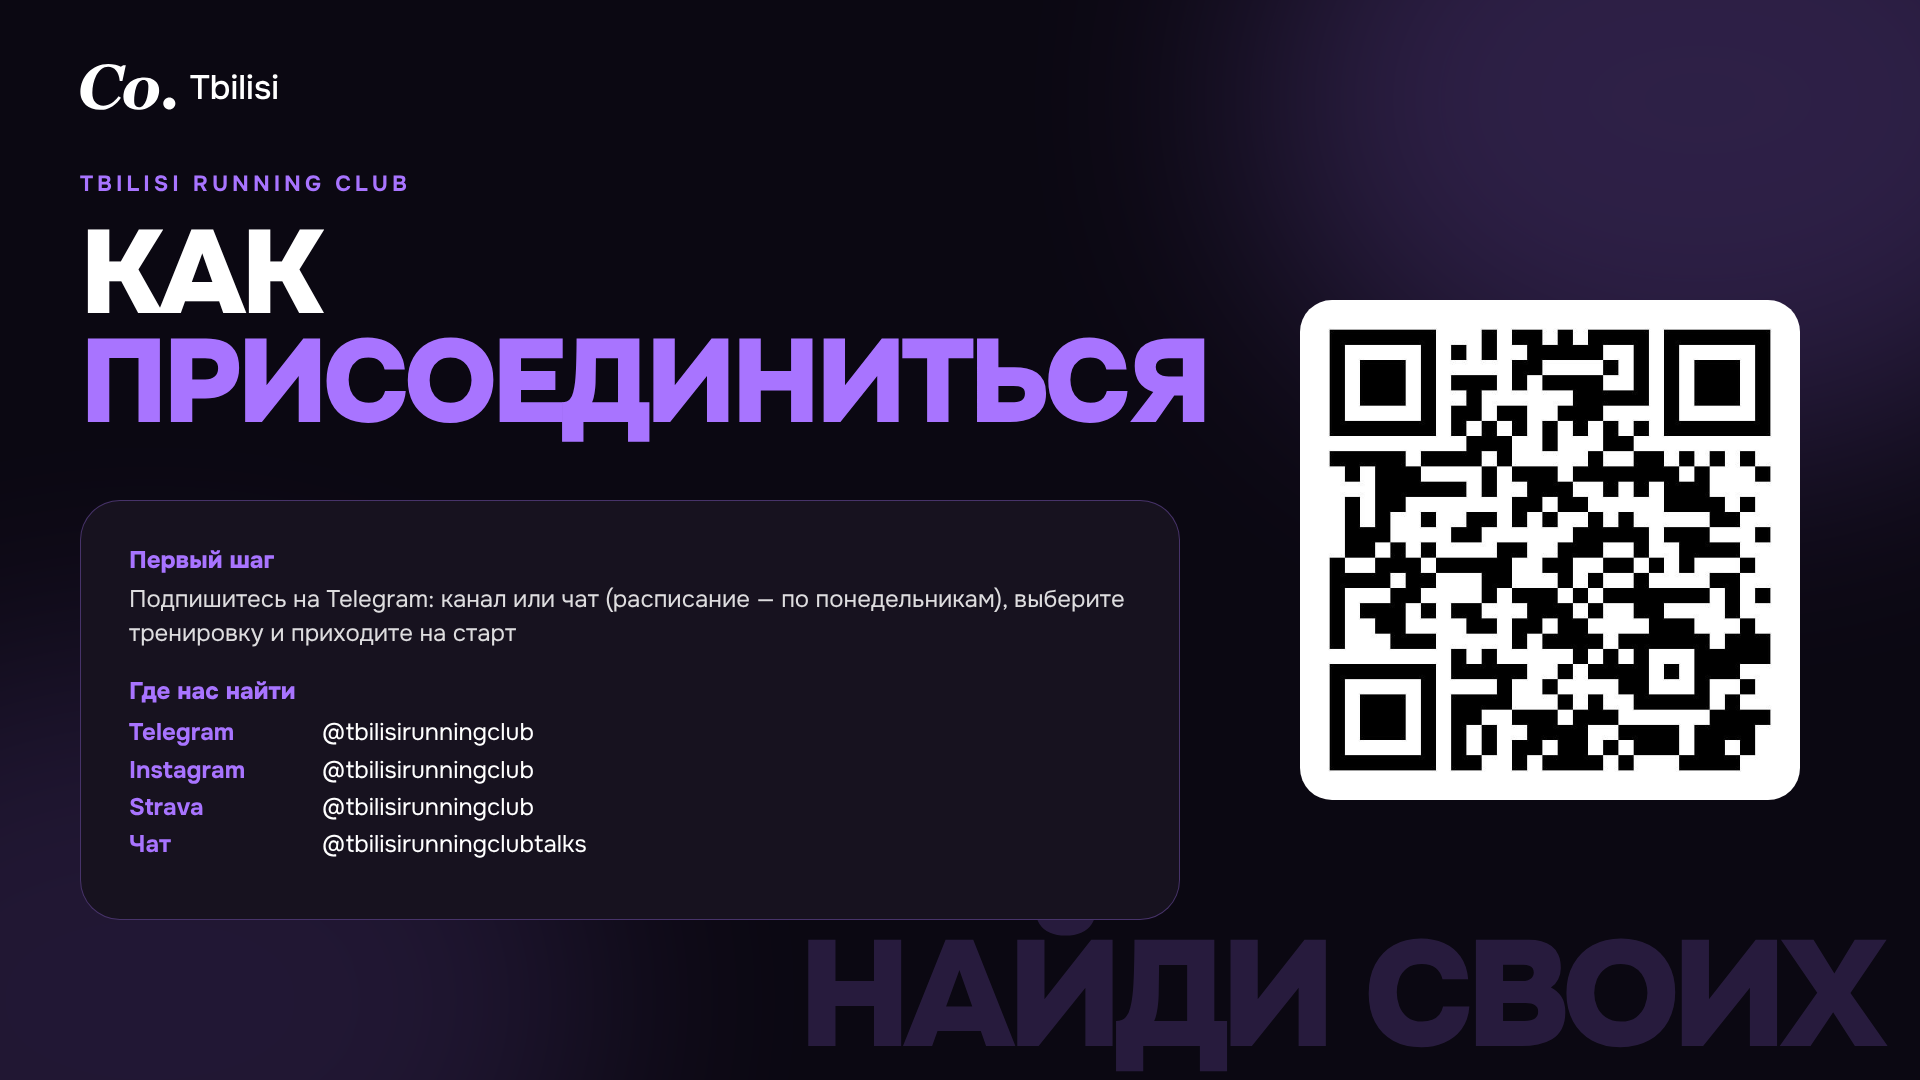 Co. Tbilisi
TBILISI RUNNING CLUB
КАК
ПРИСОЕДИНИТЬСЯ
Первый шаг
Подпишитесь на Telegram: канал или чат (расписание — по понедельникам), выберите
тренировку и приходите на старт
Где нас найти
Telegram @tbilisirunningclub
Instagram @tbilisirunningclub
Strava @tbilisirunningclub
Чат @tbilisirunningclubtalks
НАЙДИ СВОИХ